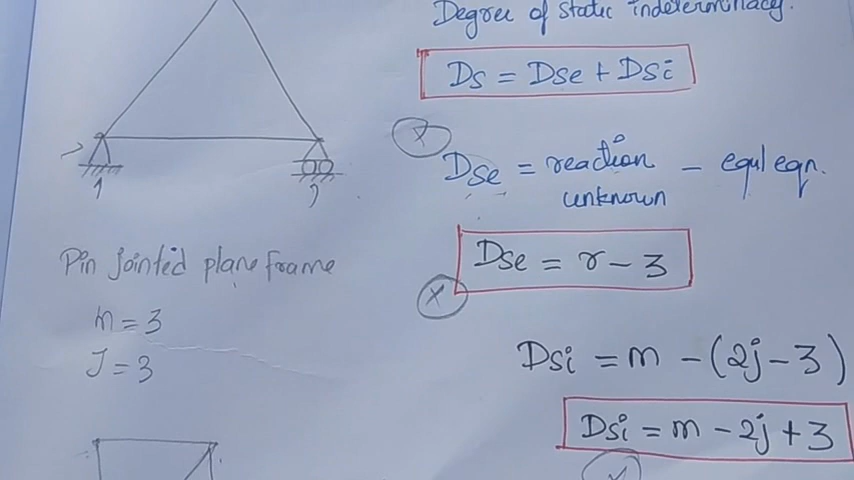 Degree of static indeterminacy.
Ds = Dse + Dsi
Dse = reaction unknown - equl eqn.
Dse = r - 3
Pin jointed plane frame
m = 3
J = 3
Dsi = m - (2j - 3)
Dsi = m - 2j + 3